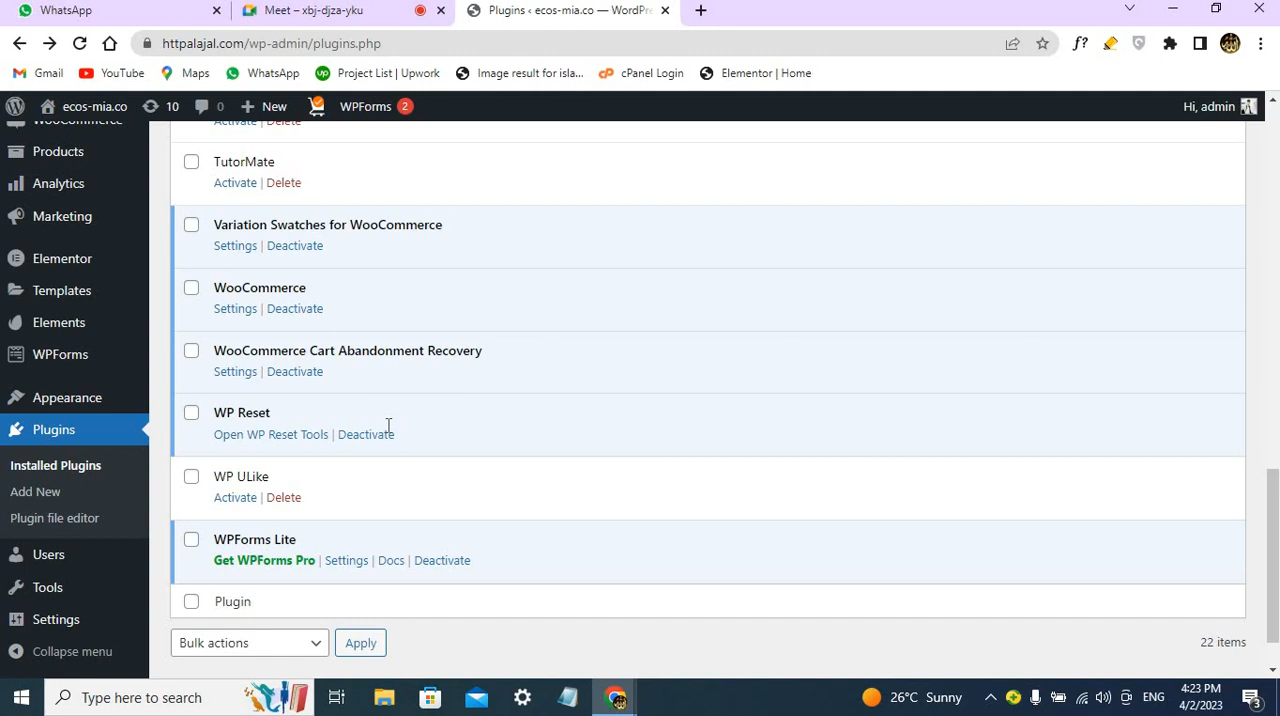 WhatsApp
Meet – xbj-djza-yku
Plugins ‹ ecos-mia.co — WordPre
httpalajal.com/wp-admin/plugins.php
Gmail
YouTube
Maps
WhatsApp
Project List | Upwork
Image result for isla...
cPanel Login
Elementor | Home
ecos-mia.co
10
0
New
WPForms 2
Hi, admin
WooCommerce
Products
Analytics
Marketing
Elementor
Templates
Elements
WPForms
Appearance
Plugins
Installed Plugins
Add New
Plugin file editor
Users
Tools
Settings
Collapse menu
Activate | Delete
TutorMate
Activate | Delete
Variation Swatches for WooCommerce
Settings | Deactivate
WooCommerce
Settings | Deactivate
WooCommerce Cart Abandonment Recovery
Settings | Deactivate
WP Reset
Open WP Reset Tools | Deactivate
WP ULike
Activate | Delete
WPForms Lite
Get WPForms Pro | Settings | Docs | Deactivate
Plugin
Bulk actions
Apply
22 items
Type here to search
26°C Sunny
ENG
4:23 PM
4/2/2023
3